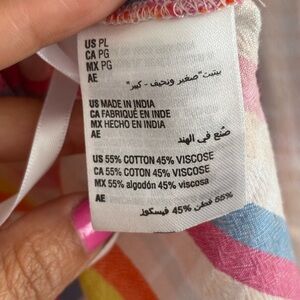 US PL
CA PG
MX PG
AE
بيتيت "صغير ونحيف - كبير"
US MADE IN INDIA
CA FABRIQUÉ EN INDE
MX HECHO EN INDIA
AE
صُنع في الهند
US 55% COTTON 45% VISCOSE
CA 55% COTON 45% VISCOSE
MX 55% algodón 45% viscosa
AE
55% قطن 45% فيسكوز